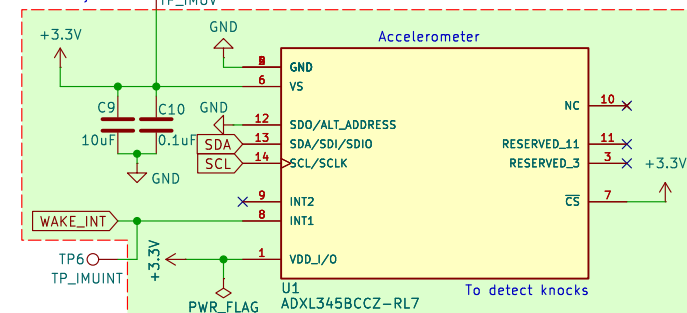 TP_IMUV
+3.3V
GND
Accelerometer
GND
6
VS
C9
C10
10uF
0.1uF
GND
12
SDO/ALT_ADDRESS
SDA
13
SDA/SDI/SDIO
SCL
14
SCL/SCLK
GND
NC
10
RESERVED_11
11
RESERVED_3
3
+3.3V
9
INT2
CS
7
WAKE_INT
8
INT1
TP6
TP_IMUINT
+3.3V
1
VDD_I/O
PWR_FLAG
U1
ADXL345BCCZ-RL7
To detect knocks